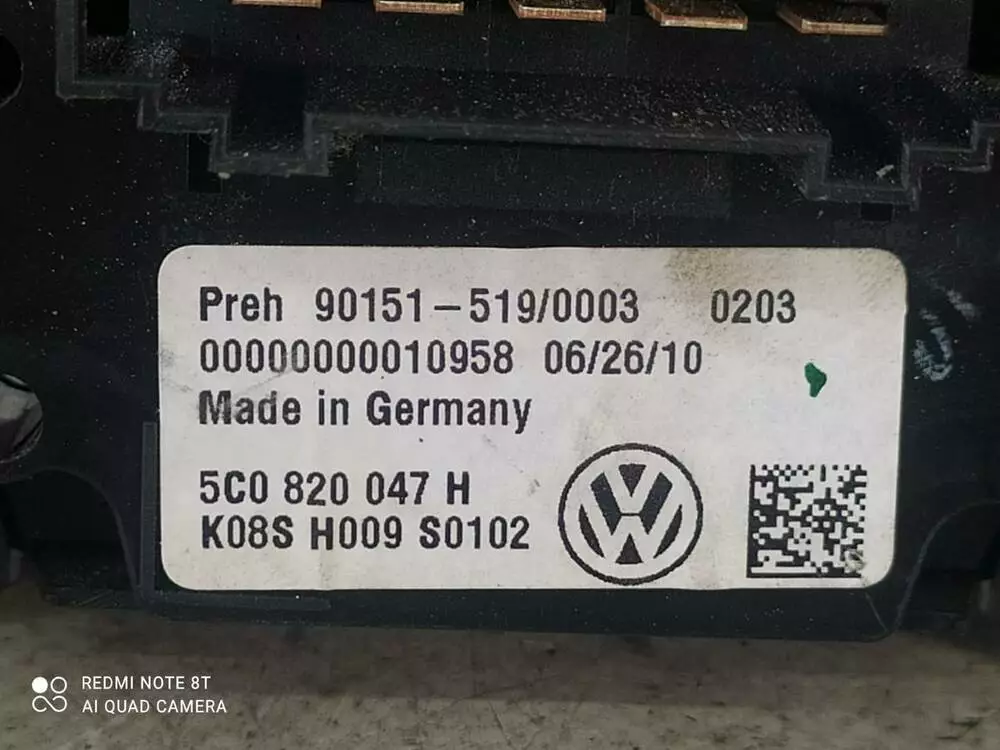 Preh 90151-519/0003 0203
00000000010958 06/26/10
Made in Germany
5C0 820 047 H
K08S H009 S0102
REDMI NOTE 8T
AI QUAD CAMERA